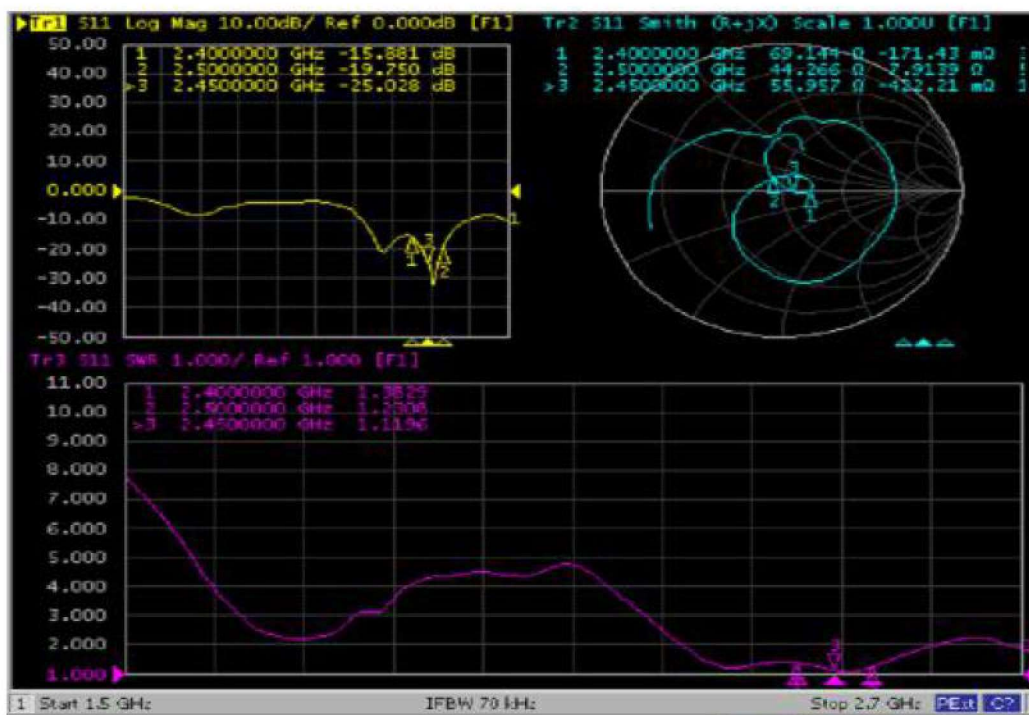 Tr1 S11 Log Mag 10.00dB/ Ref 0.000dB [F1]
50.00
40.00
30.00
20.00
10.00
0.000
-10.00
-20.00
-30.00
-40.00
-50.00
1 2.4000000 GHz -15.881 dB
2 2.5000000 GHz -19.750 dB
>3 2.4500000 GHz -25.028 dB
1
3
1
2
Tr2 S11 Smith (R+jX) Scale 1.000U [F1]
1 2.4000000 GHz 69.144 Ω -171.43 mΩ
2 2.5000000 GHz 44.266 Ω Ω
>3 2.4500000 GHz 55.957 Ω -422.21 mΩ
3
2
1
Tr3 S11 SWR 1.000/ Ref 1.000 [F1]
11.00
10.00
9.000
8.000
7.000
6.000
5.000
4.000
3.000
2.000
1.000
1 2.4000000 GHz 1.3829
2 2.5000000 GHz 1.2308
>3 2.4500000 GHz 1.1196
1 Start 1.5 GHz IFBW 70 kHz Stop 2.7 GHz PExt C?